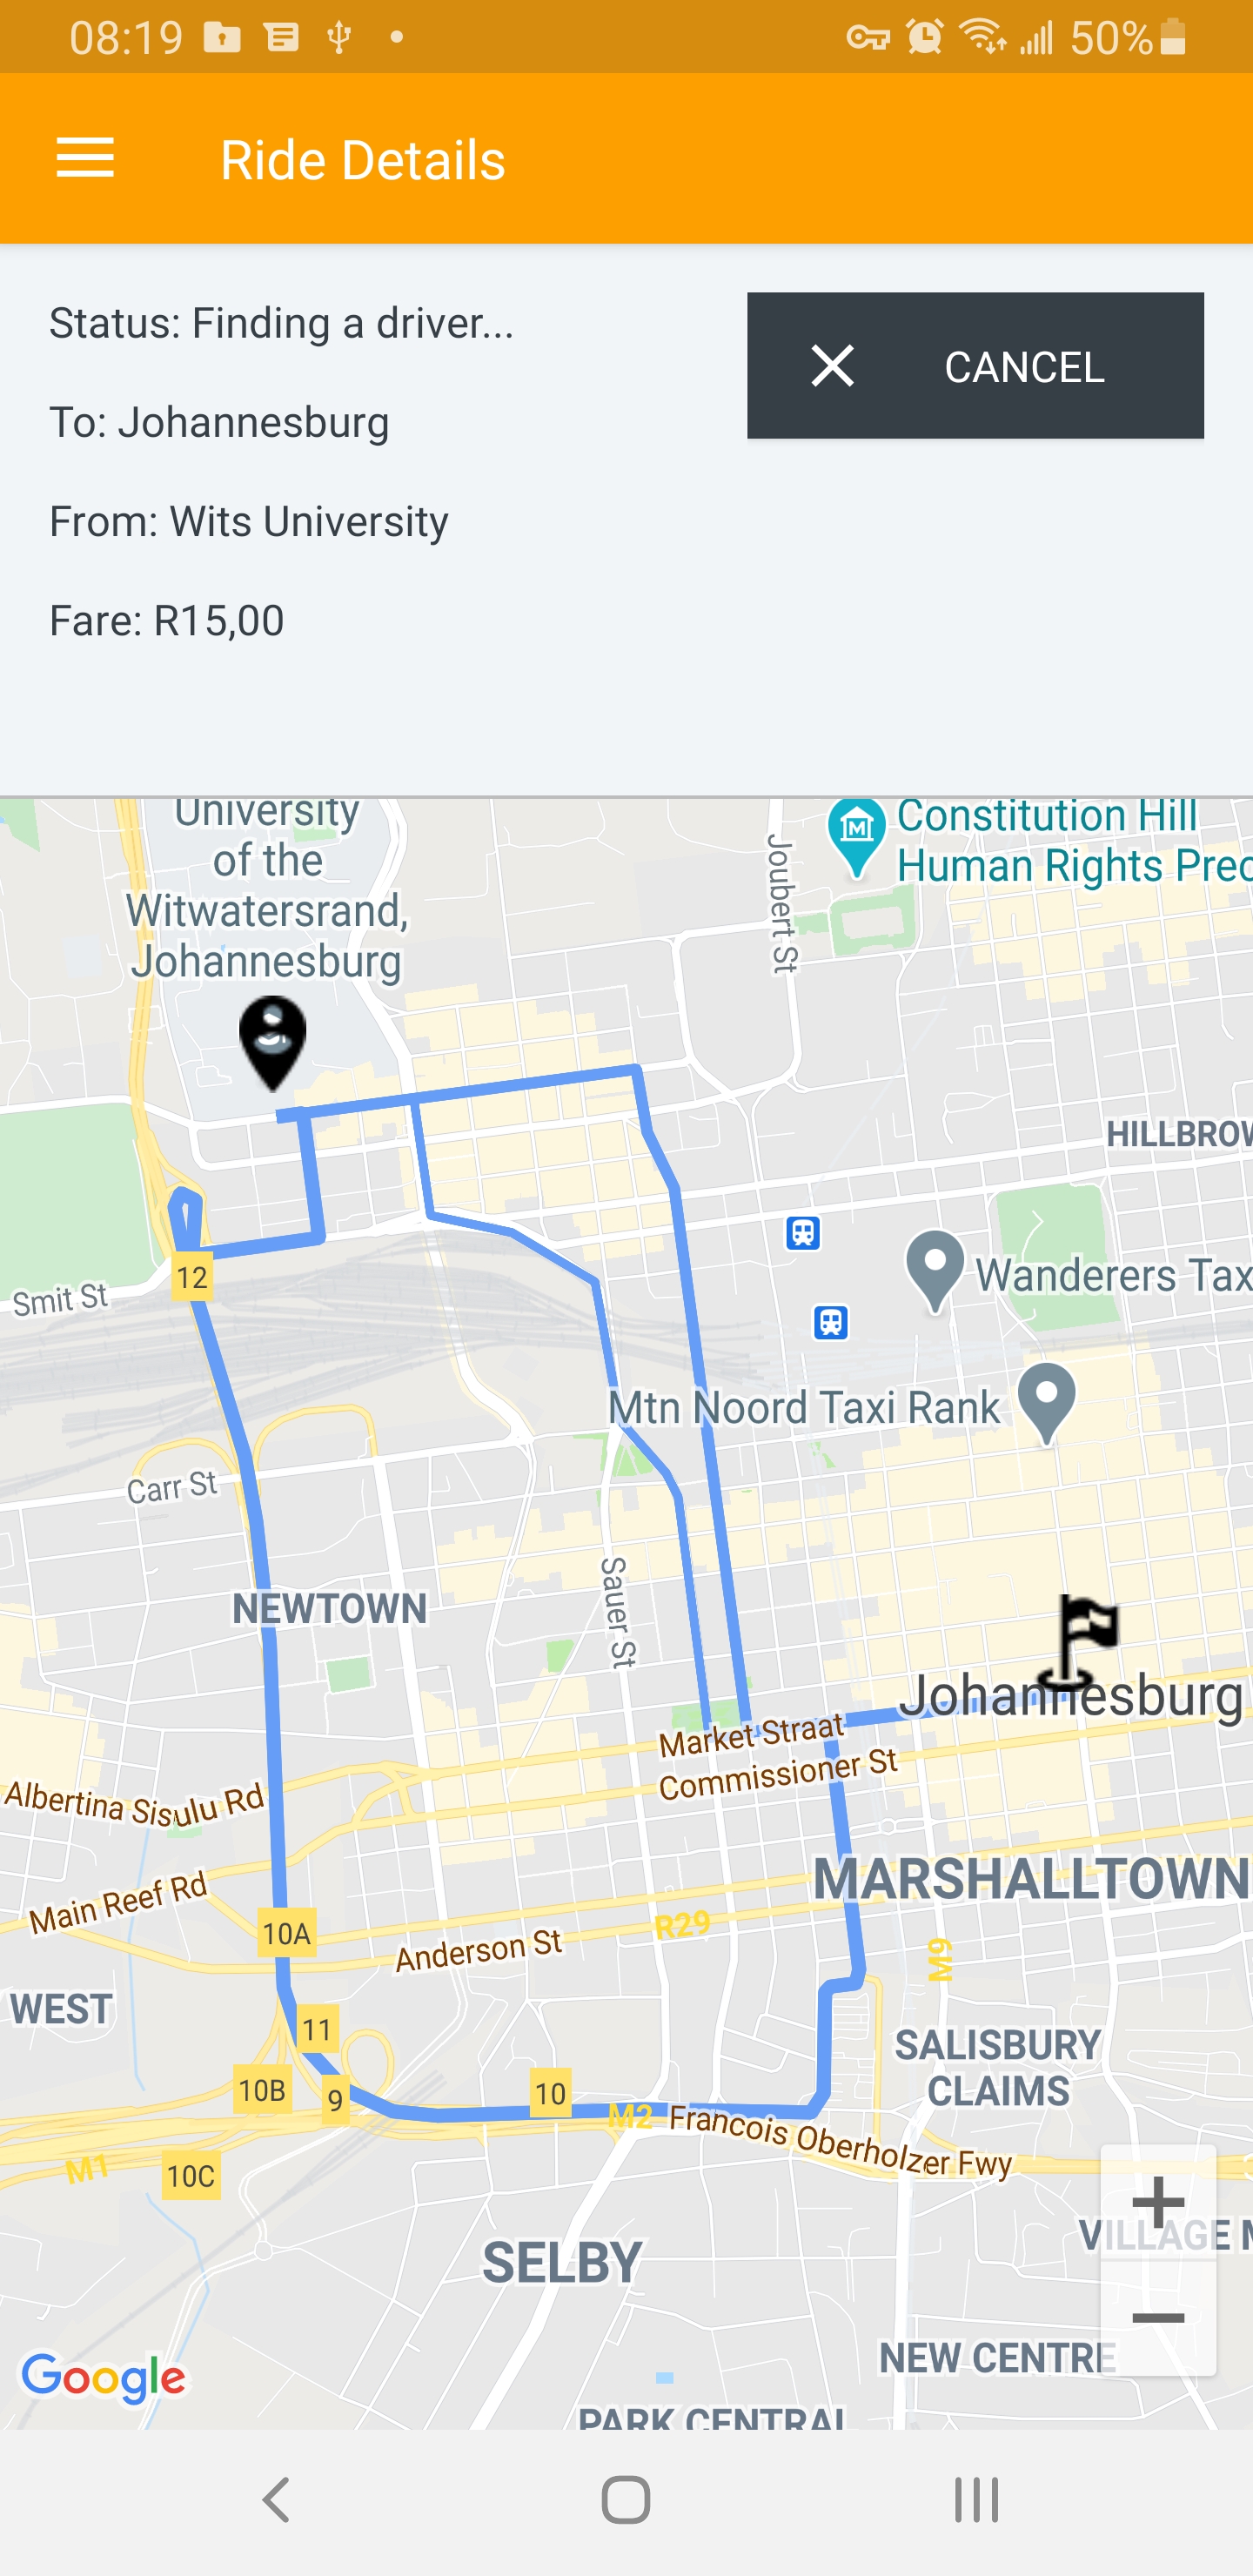 08:19
50%
Ride Details
Status: Finding a driver...
CANCEL
To: Johannesburg
From: Wits University
Fare: R15,00
University
of the
Witwatersrand,
Johannesburg
Constitution Hill
Human Rights Prec
Joubert St
HILLBROW
12
Smit St
Wanderers Tax
Mtn Noord Taxi Rank
Carr St
NEWTOWN
Sauer St
Johannesburg
Market Straat
Commissioner St
Albertina Sisulu Rd
MARSHALLTOWN
Main Reef Rd
10A
R29
Anderson St
M9
WEST
11
SALISBURY
CLAIMS
10B
9
10
M2
Francois Oberholzer Fwy
M1
10C
VILLAGE M
SELBY
NEW CENTRE
Google
PARK CENTRAL